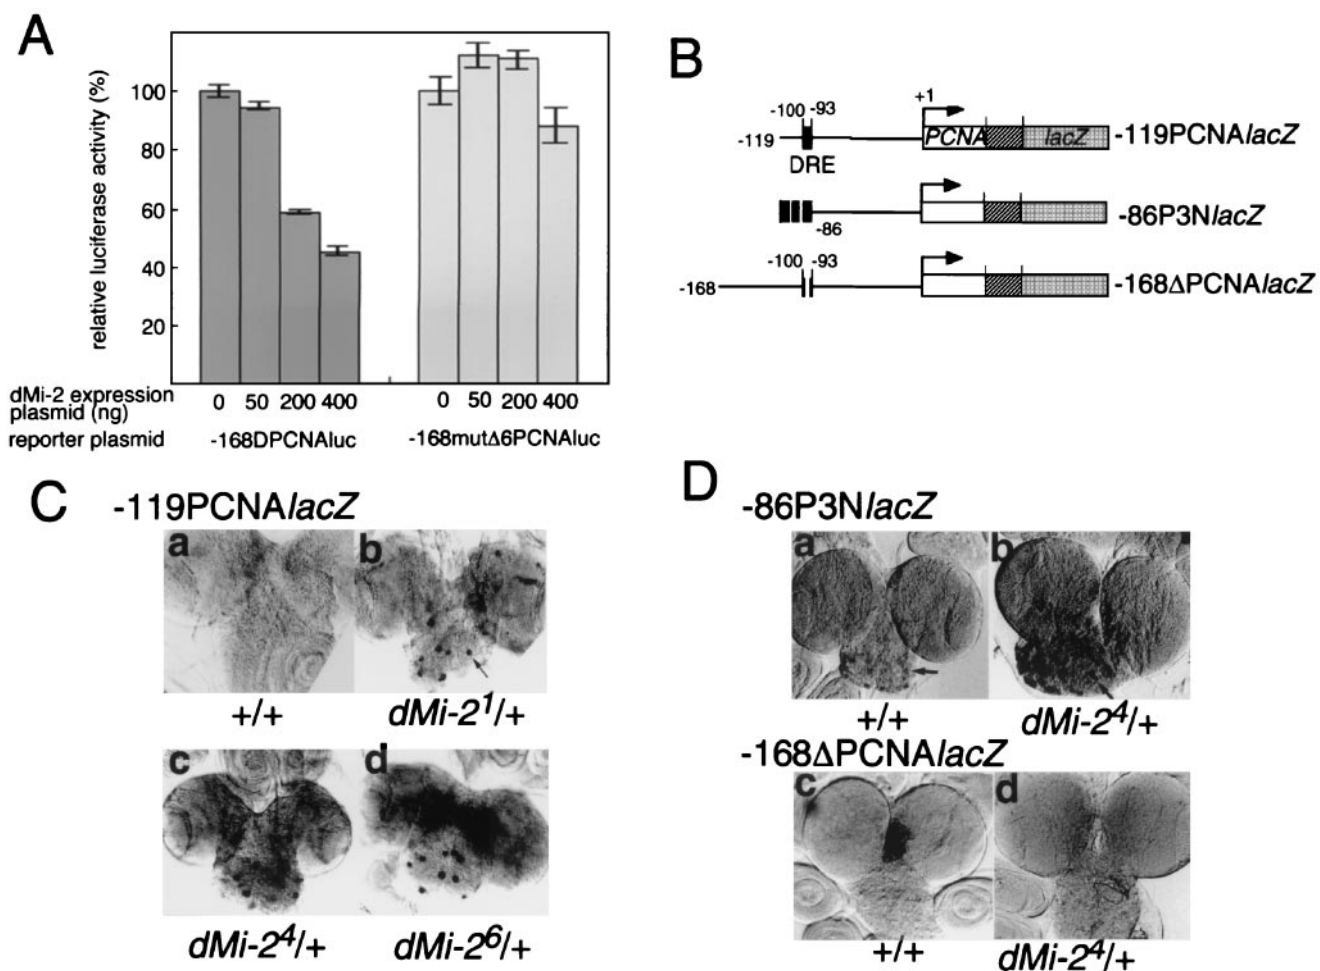 A
relative luciferase activity (%)
100
80
60
40
20
dMi-2 expression
plasmid (ng)
0 50 200 400 0 50 200 400
reporter plasmid
-168DPCNAluc -168mutΔ6PCNAluc
B
-100 -93 +1
-119 PCNA lacZ -119PCNAlacZ
DRE
-86 -86P3NlacZ
-100 -93
-168 -168ΔPCNAlacZ
C -119PCNAlacZ
a b
+/+ dMi-2¹/+
c d
dMi-2⁴/+ dMi-2⁶/+
D -86P3NlacZ
a b
+/+ dMi-2⁴/+
-168ΔPCNAlacZ
c d
+/+ dMi-2⁴/+